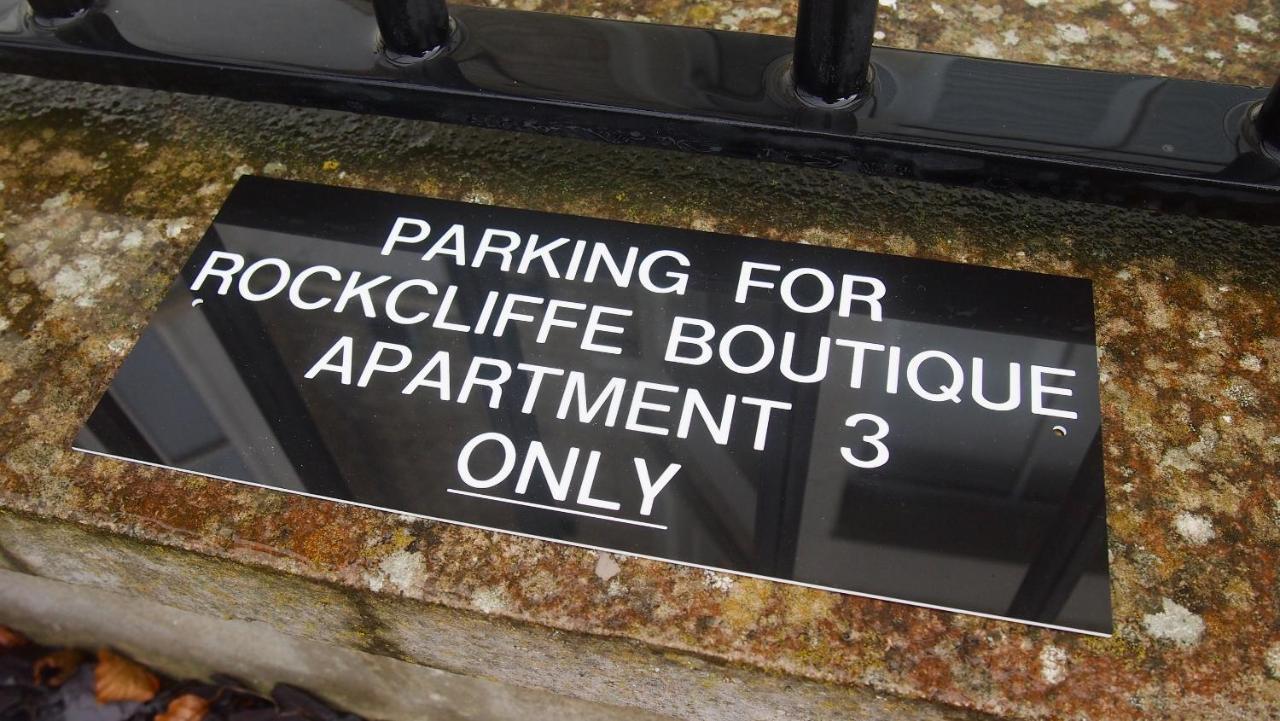 PARKING FOR
ROCKCLIFFE BOUTIQUE
APARTMENT 3
ONLY